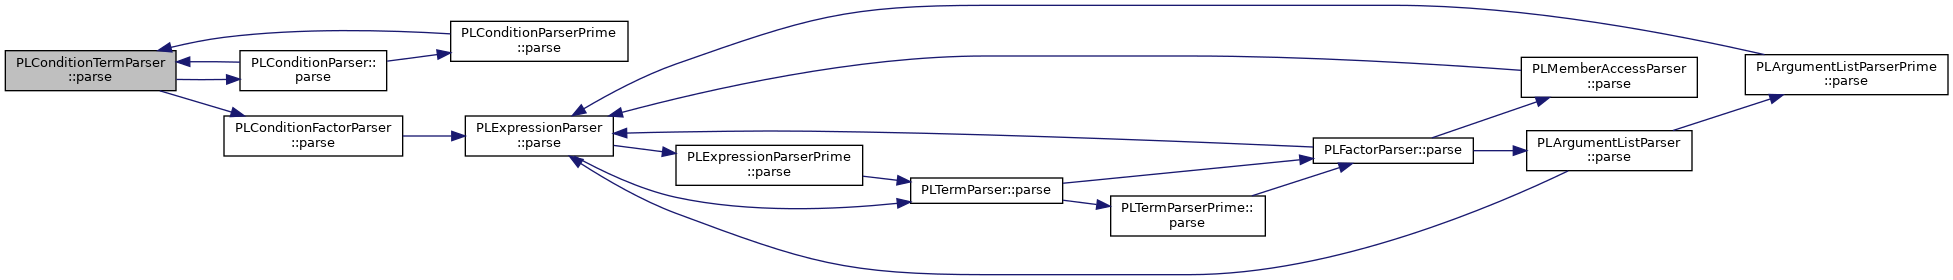 PLConditionTermParser
::parse
PLConditionParser::
parse
PLConditionParserPrime
::parse
PLConditionFactorParser
::parse
PLExpressionParser
::parse
PLExpressionParserPrime
::parse
PLTermParser::parse
PLTermParserPrime::
parse
PLFactorParser::parse
PLMemberAccessParser
::parse
PLArgumentListParser
::parse
PLArgumentListParserPrime
::parse